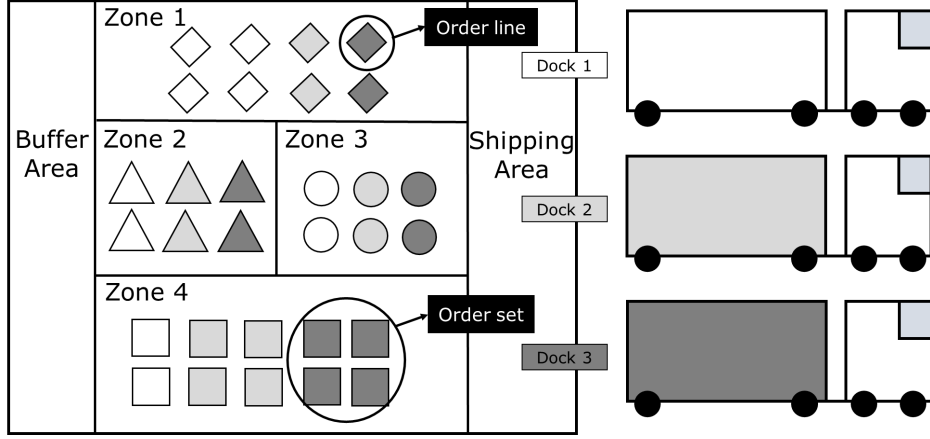 Zone 1
Order line
Dock 1
Buffer
Area
Zone 2
Zone 3
Shipping
Area
Dock 2
Zone 4
Order set
Dock 3